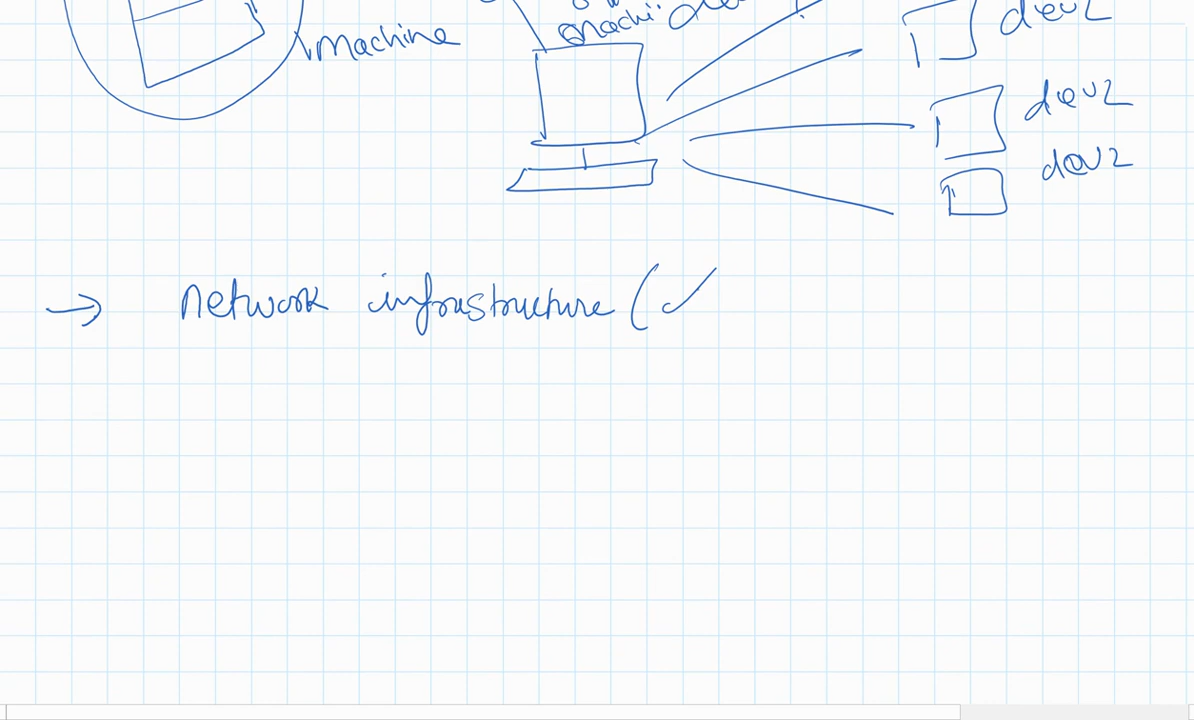 machine
dev2
dev2
dev2
→ Network infrastructure (✓